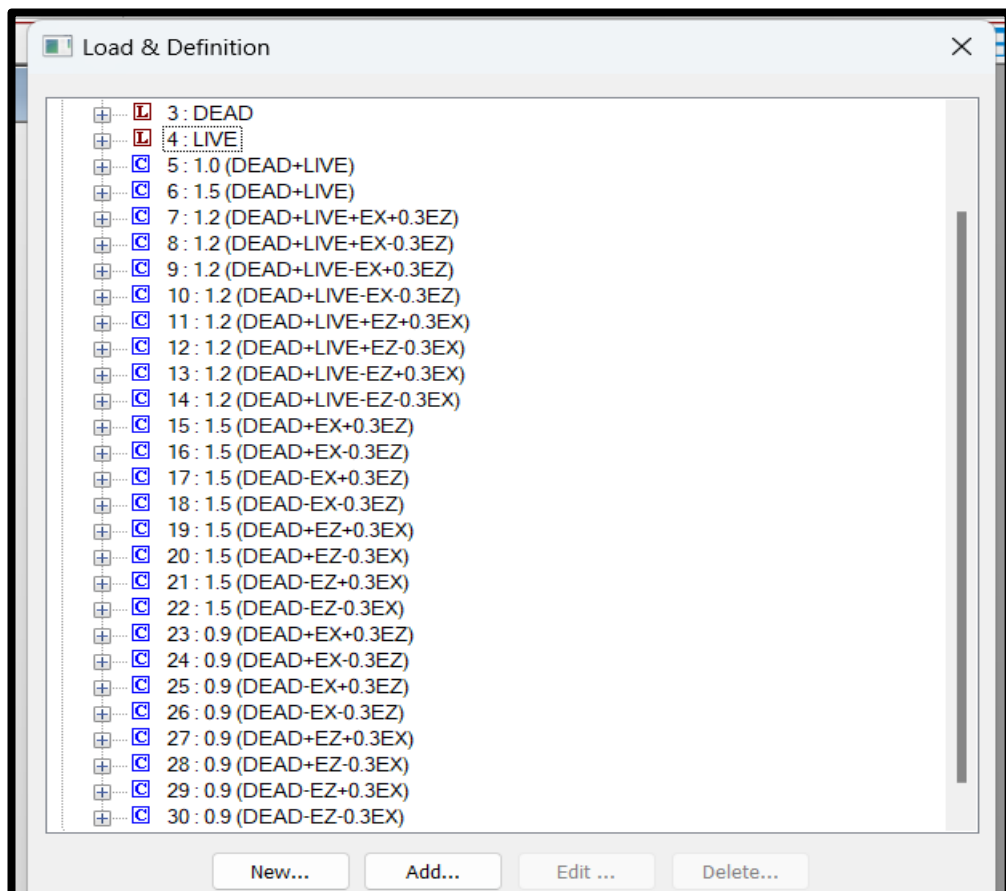 Load & Definition
L 3 : DEAD
L 4 : LIVE
C 5 : 1.0 (DEAD+LIVE)
C 6 : 1.5 (DEAD+LIVE)
C 7 : 1.2 (DEAD+LIVE+EX+0.3EZ)
C 8 : 1.2 (DEAD+LIVE+EX-0.3EZ)
C 9 : 1.2 (DEAD+LIVE-EX+0.3EZ)
C 10 : 1.2 (DEAD+LIVE-EX-0.3EZ)
C 11 : 1.2 (DEAD+LIVE+EZ+0.3EX)
C 12 : 1.2 (DEAD+LIVE+EZ-0.3EX)
C 13 : 1.2 (DEAD+LIVE-EZ+0.3EX)
C 14 : 1.2 (DEAD+LIVE-EZ-0.3EX)
C 15 : 1.5 (DEAD+EX+0.3EZ)
C 16 : 1.5 (DEAD+EX-0.3EZ)
C 17 : 1.5 (DEAD-EX+0.3EZ)
C 18 : 1.5 (DEAD-EX-0.3EZ)
C 19 : 1.5 (DEAD+EZ+0.3EX)
C 20 : 1.5 (DEAD+EZ-0.3EX)
C 21 : 1.5 (DEAD-EZ+0.3EX)
C 22 : 1.5 (DEAD-EZ-0.3EX)
C 23 : 0.9 (DEAD+EX+0.3EZ)
C 24 : 0.9 (DEAD+EX-0.3EZ)
C 25 : 0.9 (DEAD-EX+0.3EZ)
C 26 : 0.9 (DEAD-EX-0.3EZ)
C 27 : 0.9 (DEAD+EZ+0.3EX)
C 28 : 0.9 (DEAD+EZ-0.3EX)
C 29 : 0.9 (DEAD-EZ+0.3EX)
C 30 : 0.9 (DEAD-EZ-0.3EX)
New... Add... Edit ... Delete...